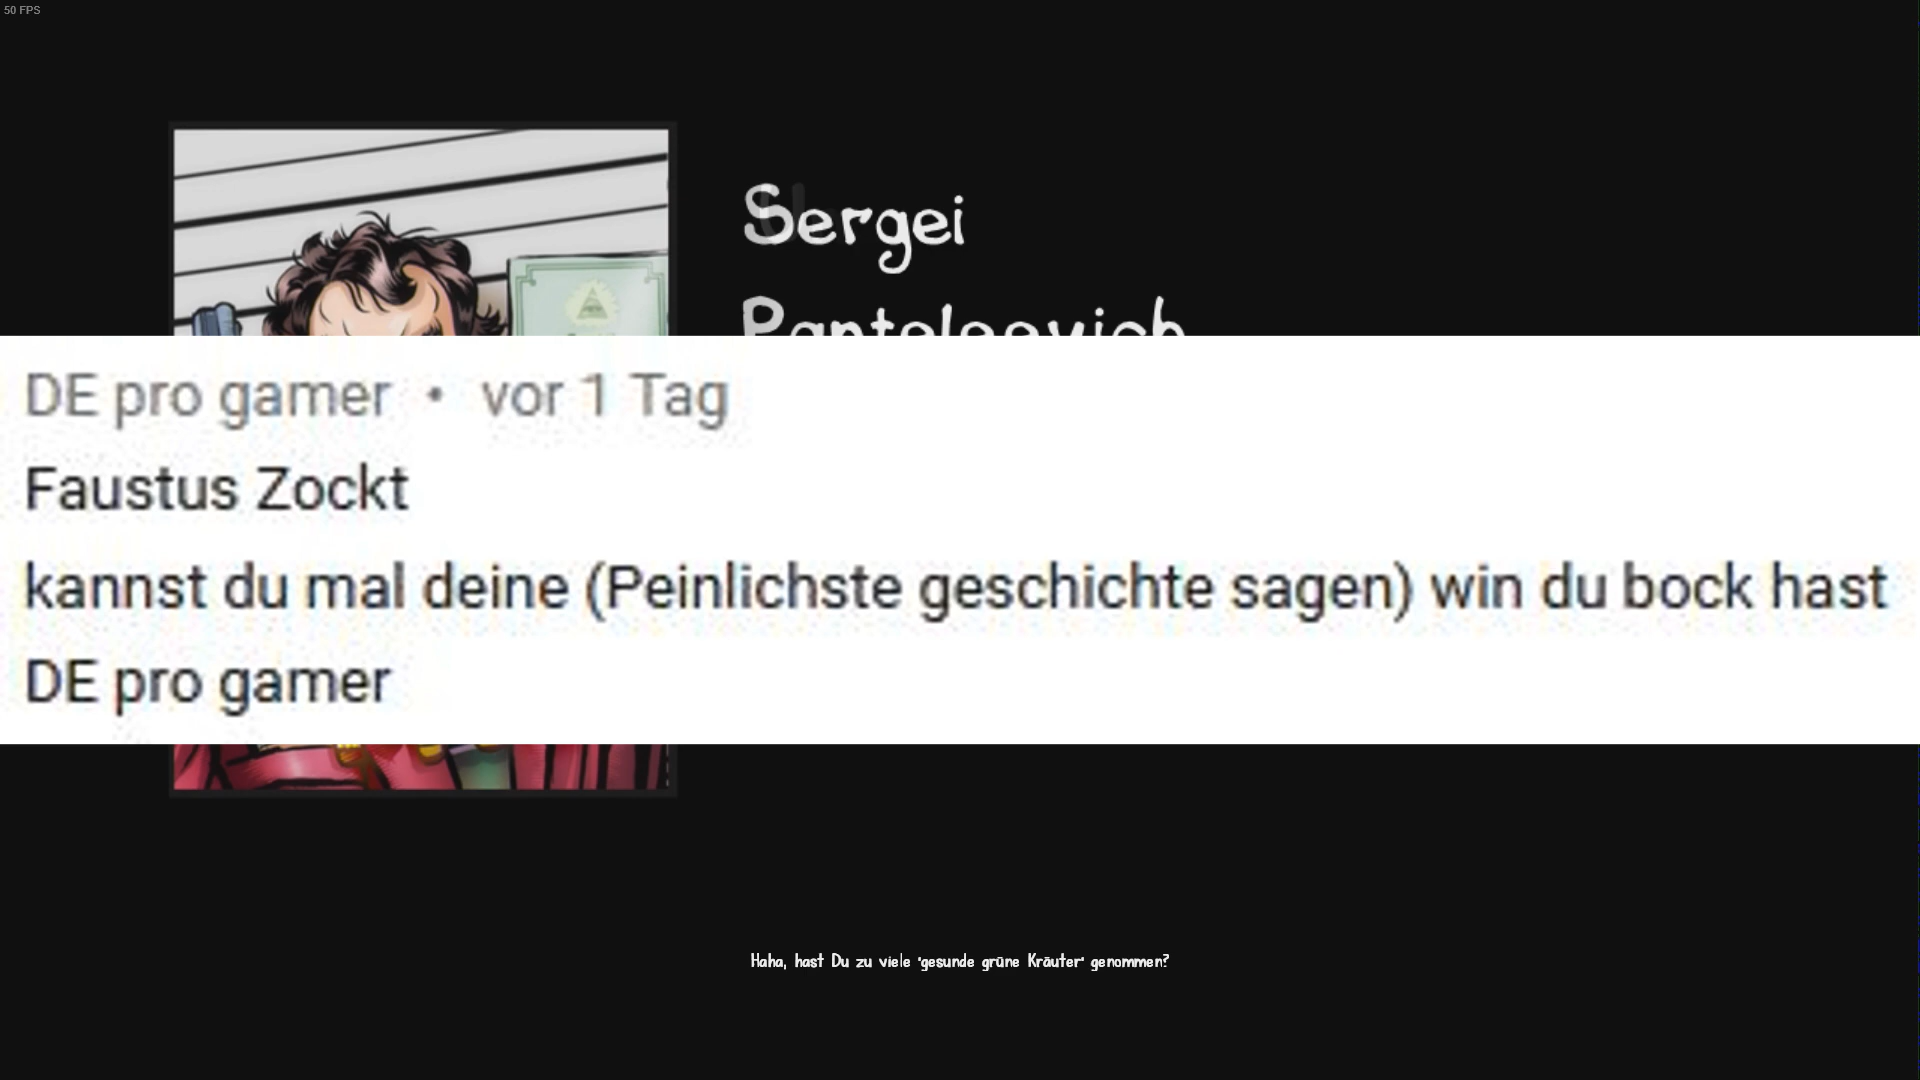 50 FPS
Sergei
Panteleevich
DE pro gamer • vor 1 Tag
Faustus Zockt
kannst du mal deine (Peinlichste geschichte sagen) win du bock hast
DE pro gamer
Haha, hast Du zu viele 'gesunde grüne Kräuter' genommen?